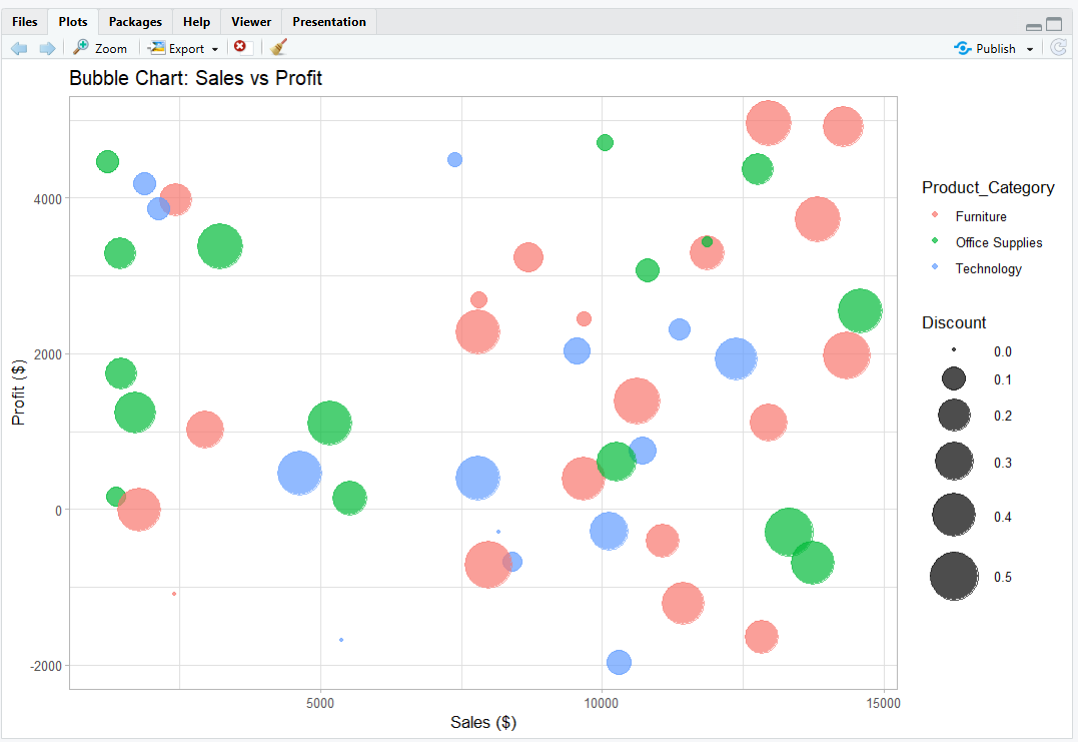 Files Plots Packages Help Viewer Presentation
Zoom Export Publish
Bubble Chart: Sales vs Profit
Profit ($)
4000
2000
0
-2000
5000 10000 15000
Sales ($)
Product_Category
Furniture
Office Supplies
Technology
Discount
0.0
0.1
0.2
0.3
0.4
0.5